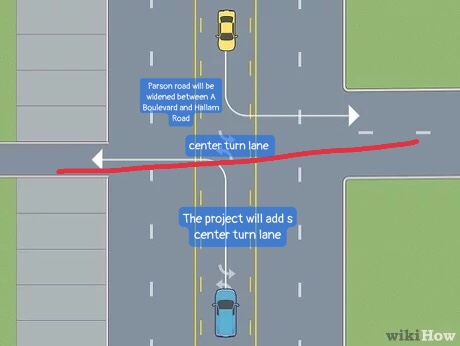 Parson road will be
widened between A
Boulevard and Hallam
Road
center turn lane
The project will add s
center turn lane
wikiHow